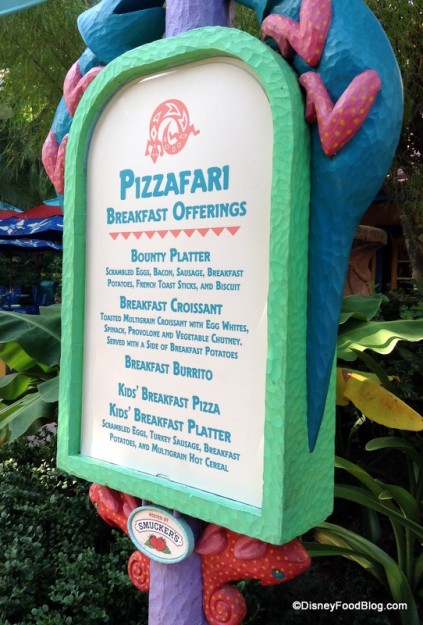 PIZZAFARI
BREAKFAST OFFERINGS
BOUNTY PLATTER
SCRAMBLED EGGS, BACON, SAUSAGE, BREAKFAST
POTATOES, FRENCH TOAST STICKS, AND BISCUIT
BREAKFAST CROISSANT
TOASTED MULTIGRAIN CROISSANT WITH EGG WHITES,
SPINACH, PROVOLONE AND VEGETABLE CHUTNEY.
SERVED WITH A SIDE OF BREAKFAST POTATOES
BREAKFAST BURRITO
KIDS' BREAKFAST PIZZA
KIDS' BREAKFAST PLATTER
SCRAMBLED EGGS, TURKEY SAUSAGE, BREAKFAST
POTATOES, AND MULTIGRAIN HOT CEREAL
HOSTED BY
SMUCKER'S
©DisneyFoodBlog.com